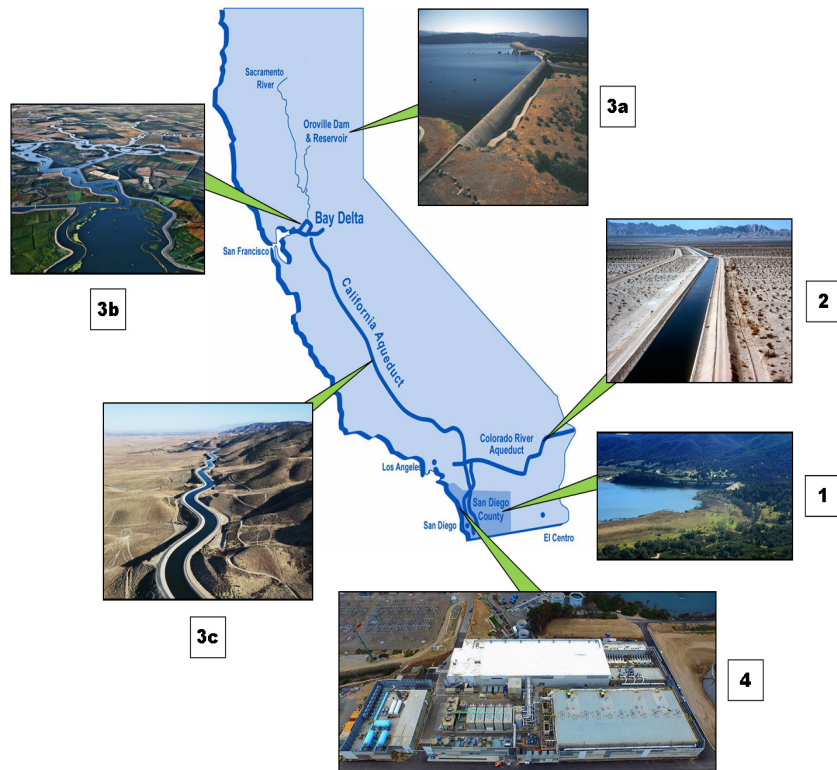 Sacramento
River
3a
Oroville Dam
& Reservoir
Bay Delta
San Francisco
3b
2
California Aqueduct
Colorado River
Aqueduct
Los Angeles
1
San Diego
County
San Diego
El Centro
3c
4